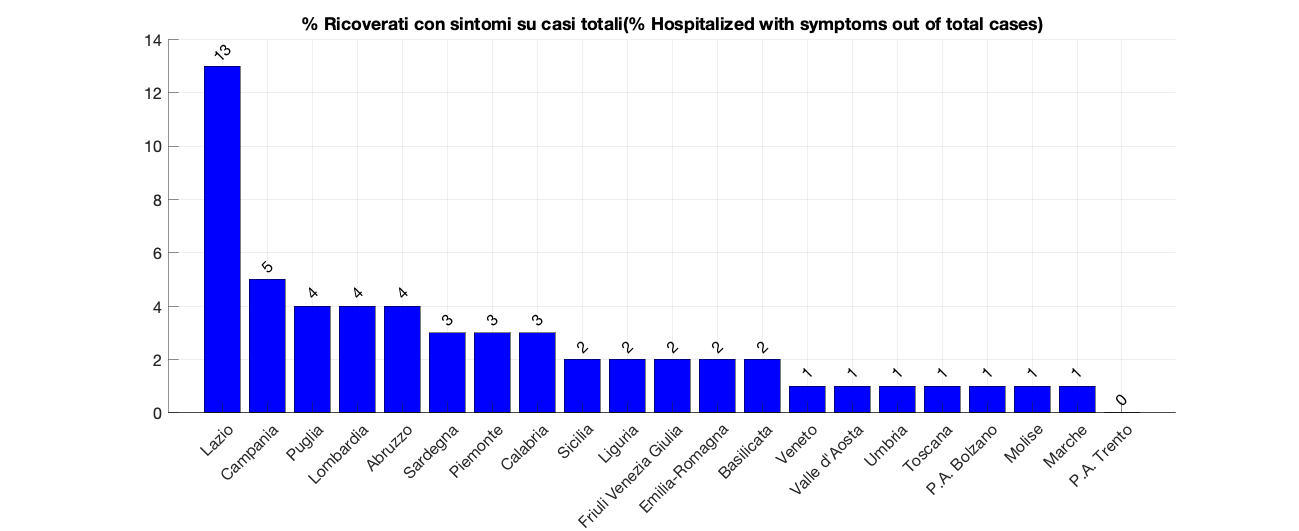 % Ricoverati con sintomi su casi totali(% Hospitalized with symptoms out of total cases)
14
12
10
8
6
4
2
0
13
5
4
4
4
3
3
3
2
2
2
2
2
1
1
1
1
1
1
1
0
Lazio
Campania
Puglia
Lombardia
Abruzzo
Sardegna
Piemonte
Calabria
Sicilia
Liguria
Friuli Venezia Giulia
Emilia-Romagna
Basilicata
Veneto
Valle d'Aosta
Umbria
Toscana
P.A. Bolzano
Molise
Marche
P.A. Trento